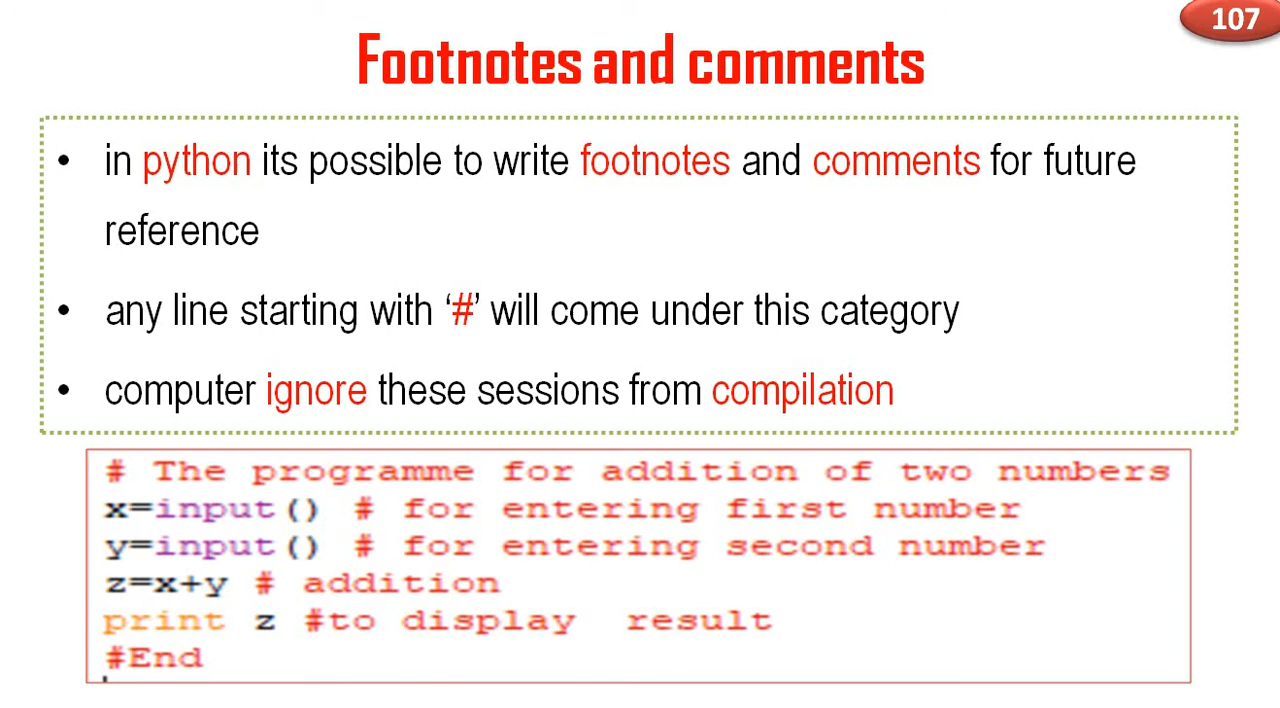 107
Footnotes and comments
• in python its possible to write footnotes and comments for future
reference
• any line starting with ‘#’ will come under this category
• computer ignore these sessions from compilation
# The programme for addition of two numbers
x=input() # for entering first number
y=input() # for entering second number
z=x+y # addition
print z #to display  result
#End